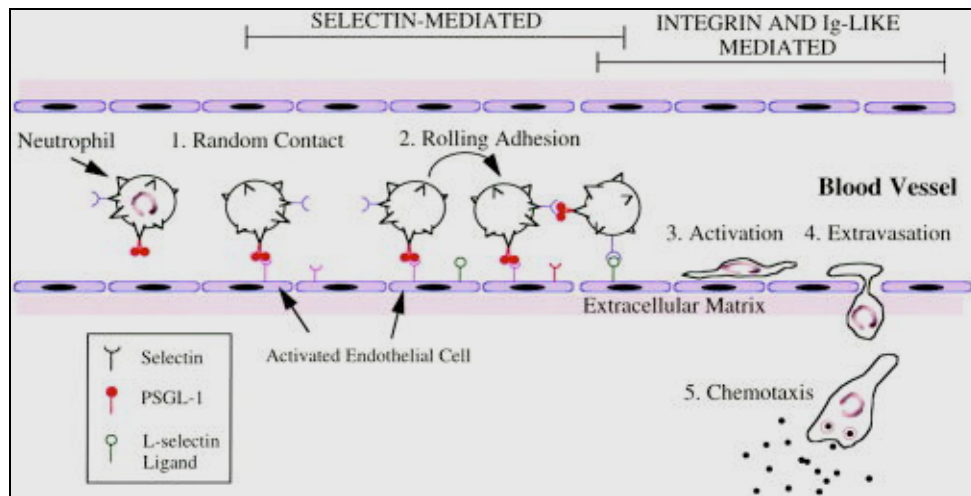 SELECTIN-MEDIATED
INTEGRIN AND Ig-LIKE
MEDIATED
Neutrophil
1. Random Contact
2. Rolling Adhesion
Blood Vessel
3. Activation
4. Extravasation
Extracellular Matrix
Activated Endothelial Cell
Selectin
PSGL-1
L-selectin
Ligand
5. Chemotaxis